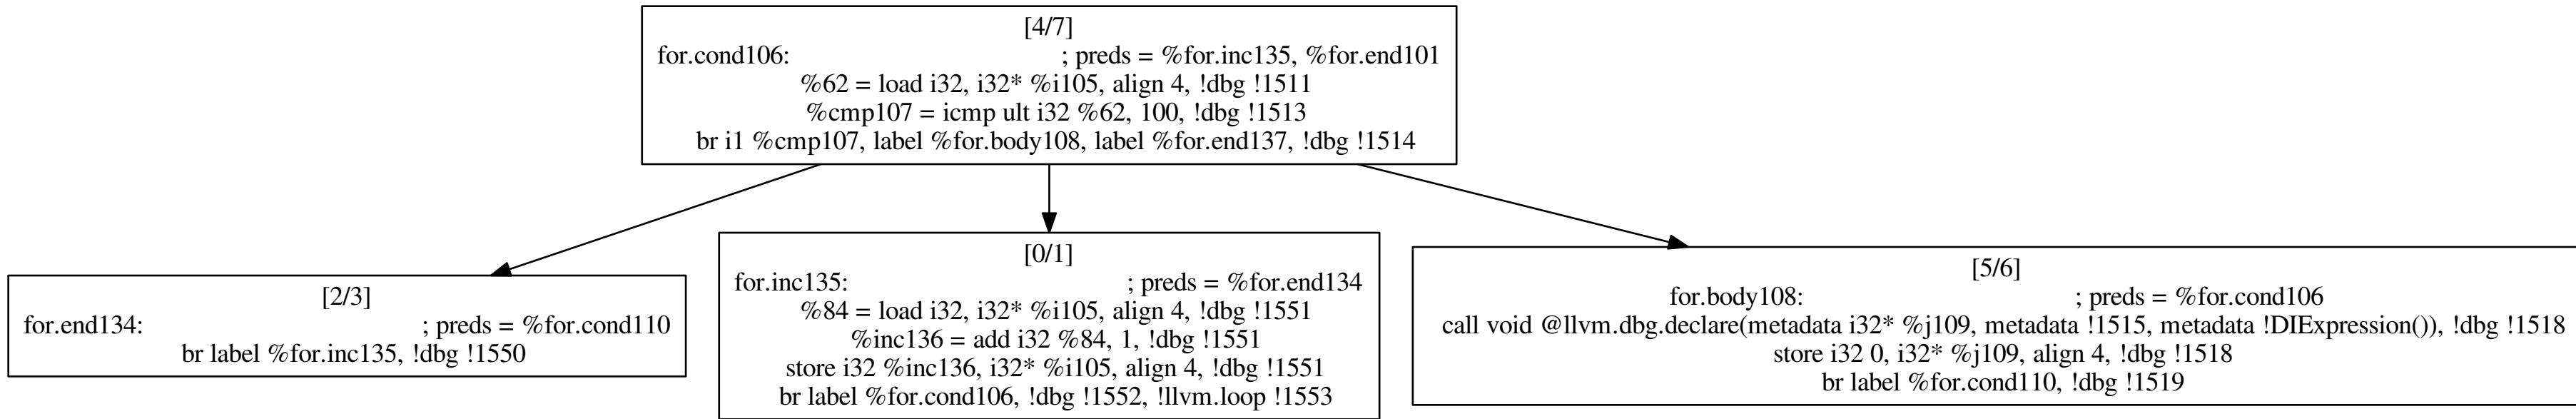 [4/7]
for.cond106: ; preds = %for.inc135, %for.end101
%62 = load i32, i32* %i105, align 4, !dbg !1511
%cmp107 = icmp ult i32 %62, 100, !dbg !1513
br i1 %cmp107, label %for.body108, label %for.end137, !dbg !1514
[2/3]
for.end134: ; preds = %for.cond110
br label %for.inc135, !dbg !1550
[0/1]
for.inc135: ; preds = %for.end134
%84 = load i32, i32* %i105, align 4, !dbg !1551
%inc136 = add i32 %84, 1, !dbg !1551
store i32 %inc136, i32* %i105, align 4, !dbg !1551
br label %for.cond106, !dbg !1552, !llvm.loop !1553
[5/6]
for.body108: ; preds = %for.cond106
call void @llvm.dbg.declare(metadata i32* %j109, metadata !1515, metadata !DIExpression()), !dbg !1518
store i32 0, i32* %j109, align 4, !dbg !1518
br label %for.cond110, !dbg !1519